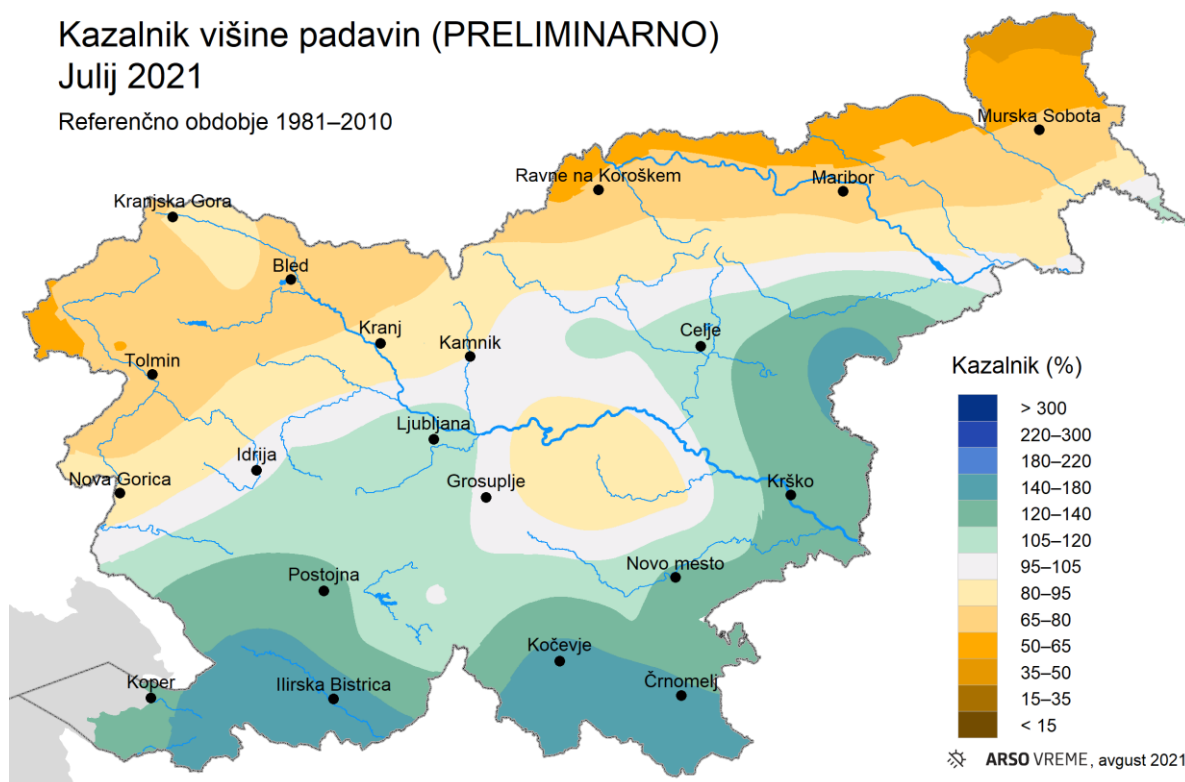 Kazalnik višine padavin (PRELIMINARNO)
Julij 2021
Referenčno obdobje 1981–2010
Murska Sobota
Ravne na Koroškem
Maribor
Kranjska Gora
Bled
Kranj
Kamnik
Celje
Tolmin
Ljubljana
Idrija
Nova Gorica
Grosuplje
Krško
Postojna
Novo mesto
Kočevje
Koper
Ilirska Bistrica
Črnomelj
Kazalnik (%)
> 300
220–300
180–220
140–180
120–140
105–120
95–105
80–95
65–80
50–65
35–50
15–35
< 15
ARSO VREME, avgust 2021